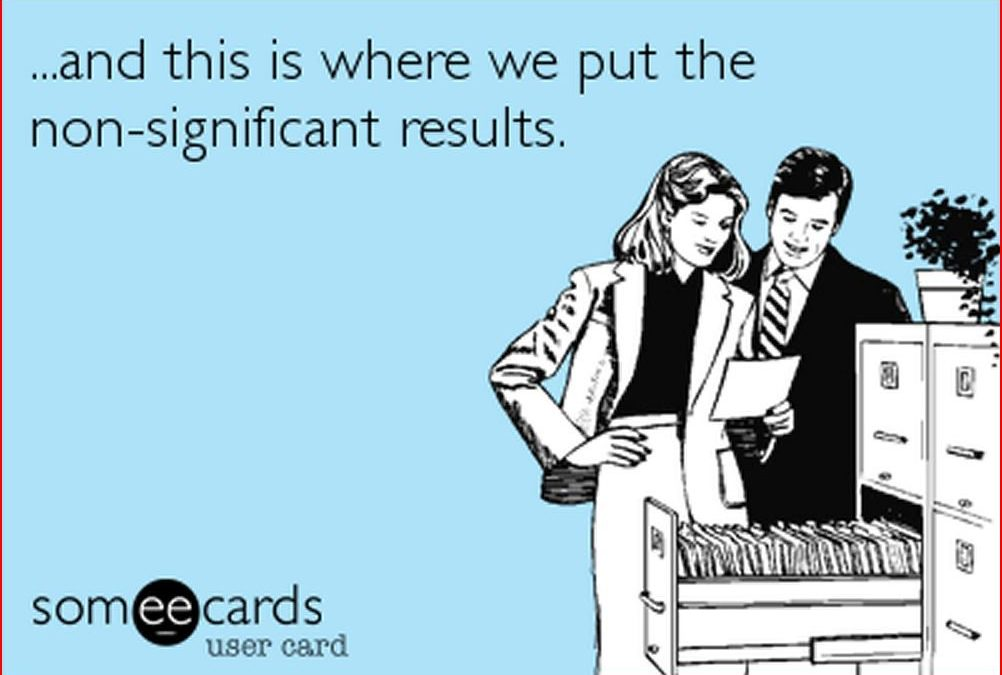 ...and this is where we put the
non-significant results.
someecards
user card